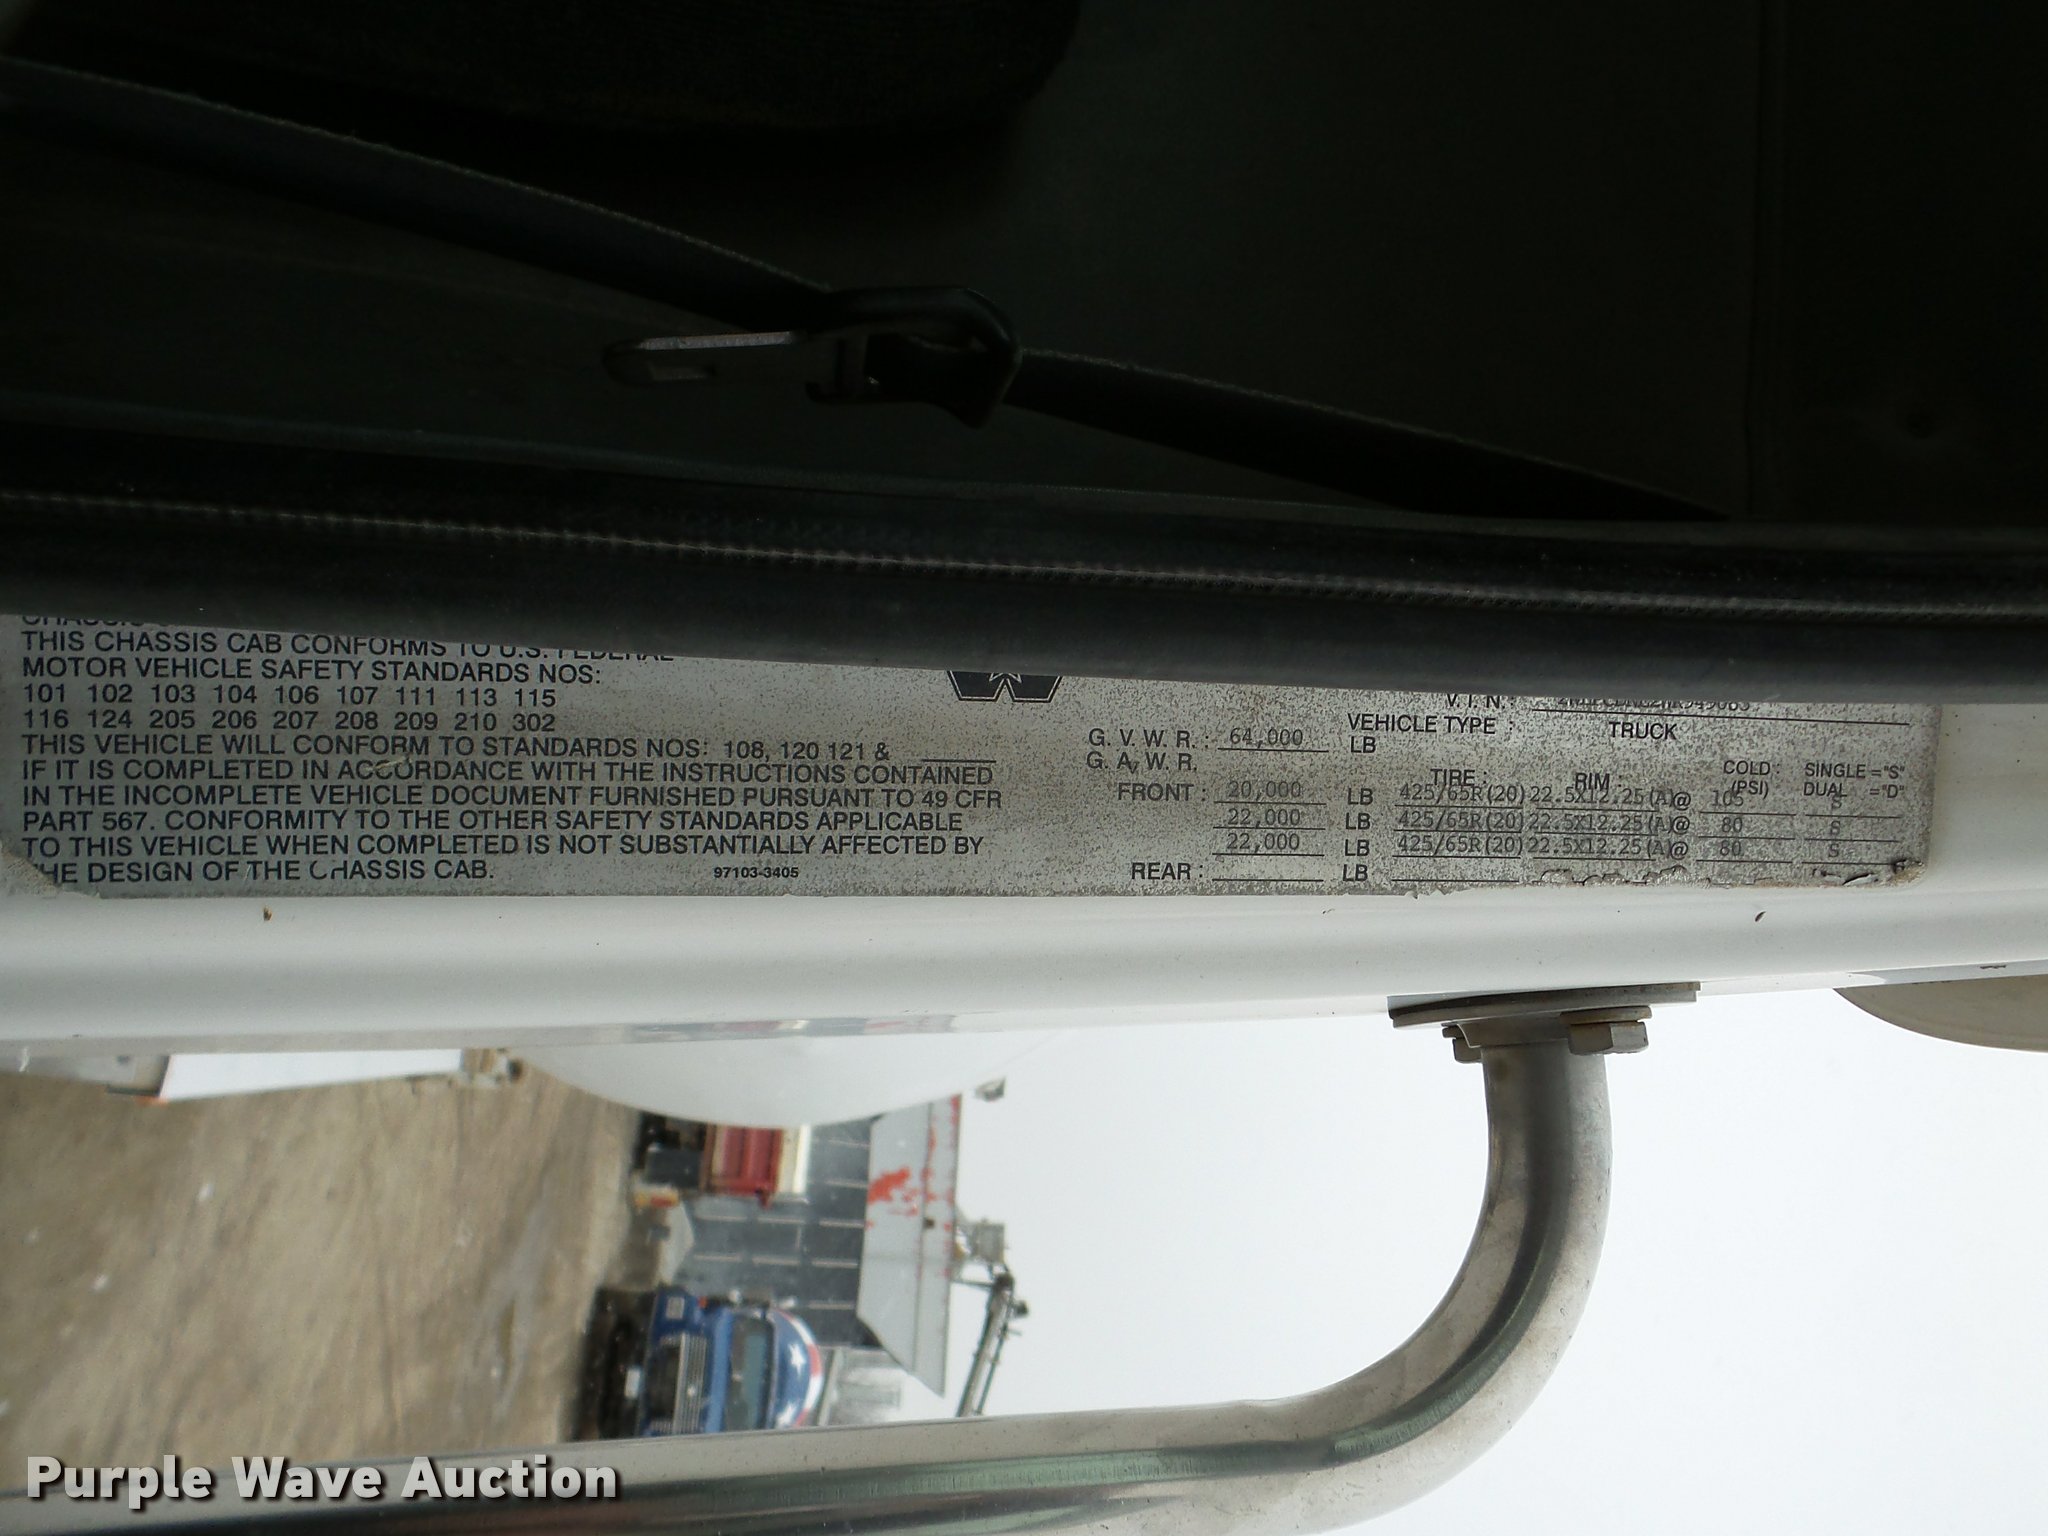 THIS CHASSIS CAB CONFORMS TO U.S. FEDERAL
MOTOR VEHICLE SAFETY STANDARDS NOS:
101 102 103 104 106 107 111 113 115
116 124 205 206 207 208 209 210 302
THIS VEHICLE WILL CONFORM TO STANDARDS NOS: 108, 120 121 &
IF IT IS COMPLETED IN ACCORDANCE WITH THE INSTRUCTIONS CONTAINED
IN THE INCOMPLETE VEHICLE DOCUMENT FURNISHED PURSUANT TO 49 CFR
PART 567. CONFORMITY TO THE OTHER SAFETY STANDARDS APPLICABLE
TO THIS VEHICLE WHEN COMPLETED IS NOT SUBSTANTIALLY AFFECTED BY
THE DESIGN OF THE CHASSIS CAB.
97103-3405
V.I.N.
VEHICLE TYPE : TRUCK
G. V. W. R. : 64,000 LB
G. A. W. R.
TIRE : RIM : COLD : (PSI) SINGLE = "S" DUAL = "D"
FRONT : 20,000 LB 425/65R(20) 22.5X12.25(A)@ 105 S
22,000 LB 425/65R(20) 22.5X12.25(A)@ 80 S
22,000 LB 425/65R(20) 22.5X12.25(A)@ 80 S
REAR : LB
Purple Wave Auction